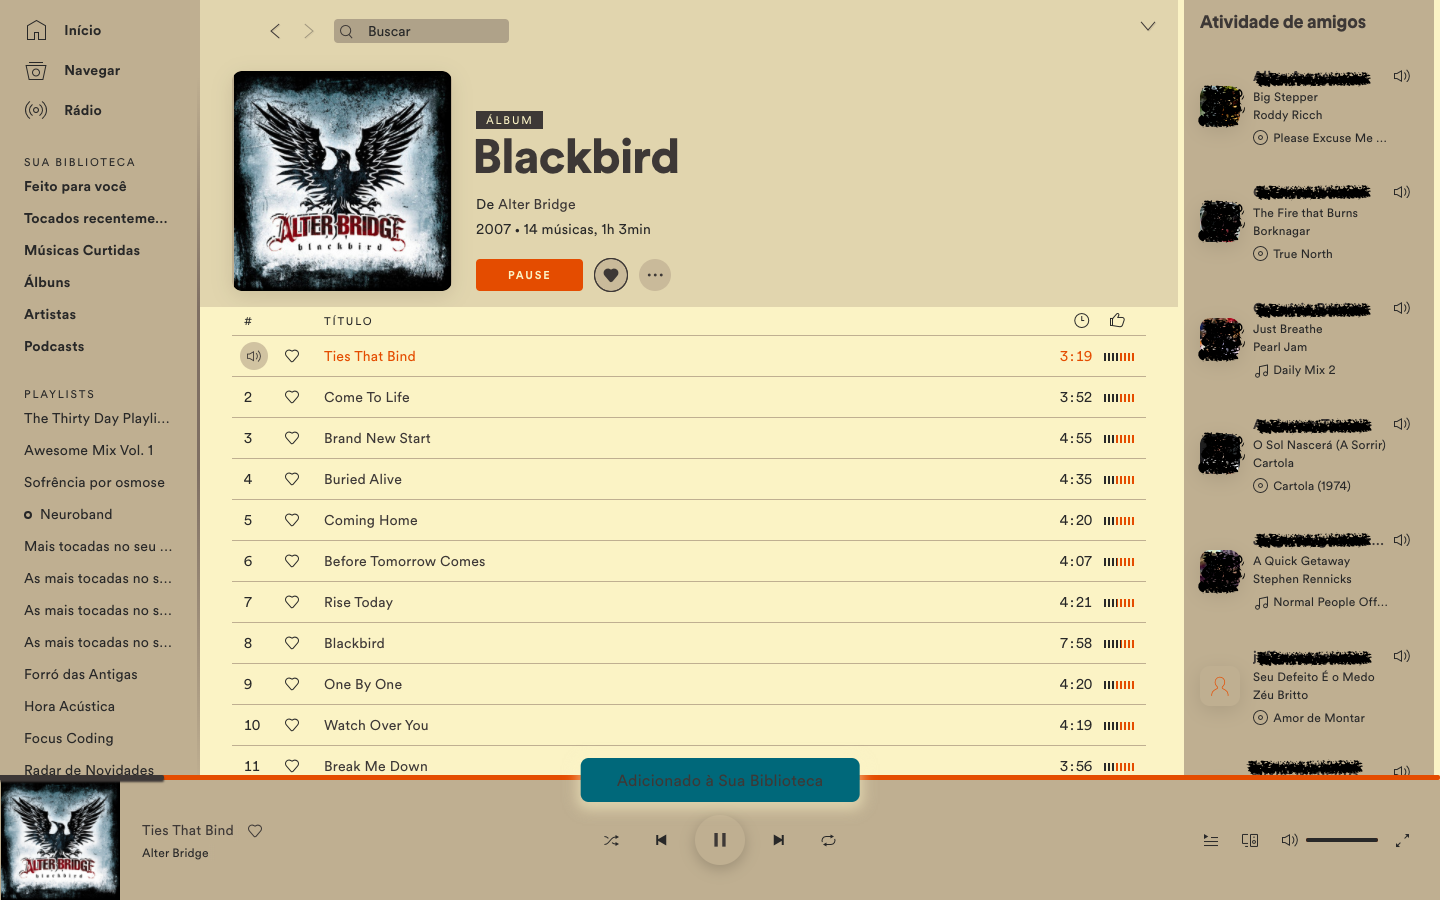 Início
Navegar
Rádio
SUA BIBLIOTECA
Feito para você
Tocados recenteme...
Músicas Curtidas
Álbuns
Artistas
Podcasts
PLAYLISTS
The Thirty Day Playli...
Awesome Mix Vol. 1
Sofrência por osmose
Neuroband
Mais tocadas no seu ...
As mais tocadas no s...
As mais tocadas no s...
As mais tocadas no s...
Forró das Antigas
Hora Acústica
Focus Coding
Radar de Novidades
Buscar
ALTER BRIDGE
blackbird
ÁLBUM
Blackbird
De Alter Bridge
2007 • 14 músicas, 1h 3min
PAUSE
# TÍTULO
Ties That Bind 3:19
2 Come To Life 3:52
3 Brand New Start 4:55
4 Buried Alive 4:35
5 Coming Home 4:20
6 Before Tomorrow Comes 4:07
7 Rise Today 4:21
8 Blackbird 7:58
9 One By One 4:20
10 Watch Over You 4:19
11 Break Me Down 3:56
Atividade de amigos
Big Stepper
Roddy Ricch
Please Excuse Me ...
The Fire that Burns
Borknagar
True North
Just Breathe
Pearl Jam
Daily Mix 2
O Sol Nascerá (A Sorrir)
Cartola
Cartola (1974)
A Quick Getaway
Stephen Rennicks
Normal People Off...
Seu Defeito É o Medo
Zéu Britto
Amor de Montar
Adicionado à Sua Biblioteca
ALTER BRIDGE
blackbird
Ties That Bind
Alter Bridge